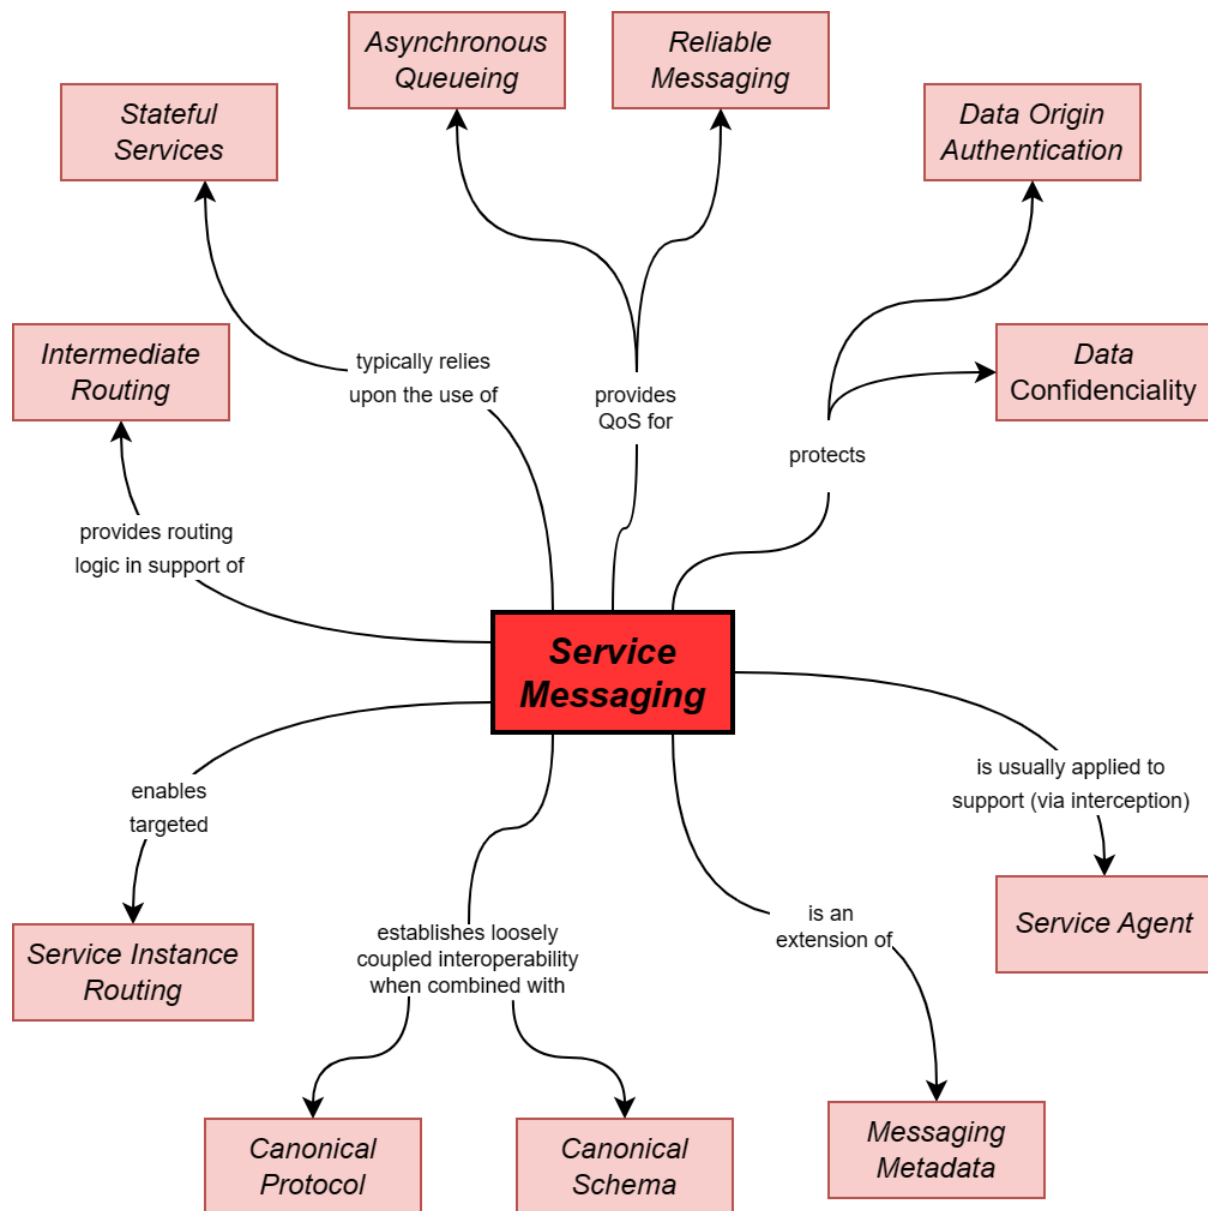 Asynchronous
Queueing
Reliable
Messaging
Stateful
Services
Data Origin
Authentication
Intermediate
Routing
typically relies
upon the use of
provides
QoS for
Data
Confidenciality
protects
provides routing
logic in support of
Service
Messaging
enables
targeted
is usually applied to
support (via interception)
establishes loosely
coupled interoperability
when combined with
is an
extension of
Service Agent
Service Instance
Routing
Canonical
Protocol
Canonical
Schema
Messaging
Metadata